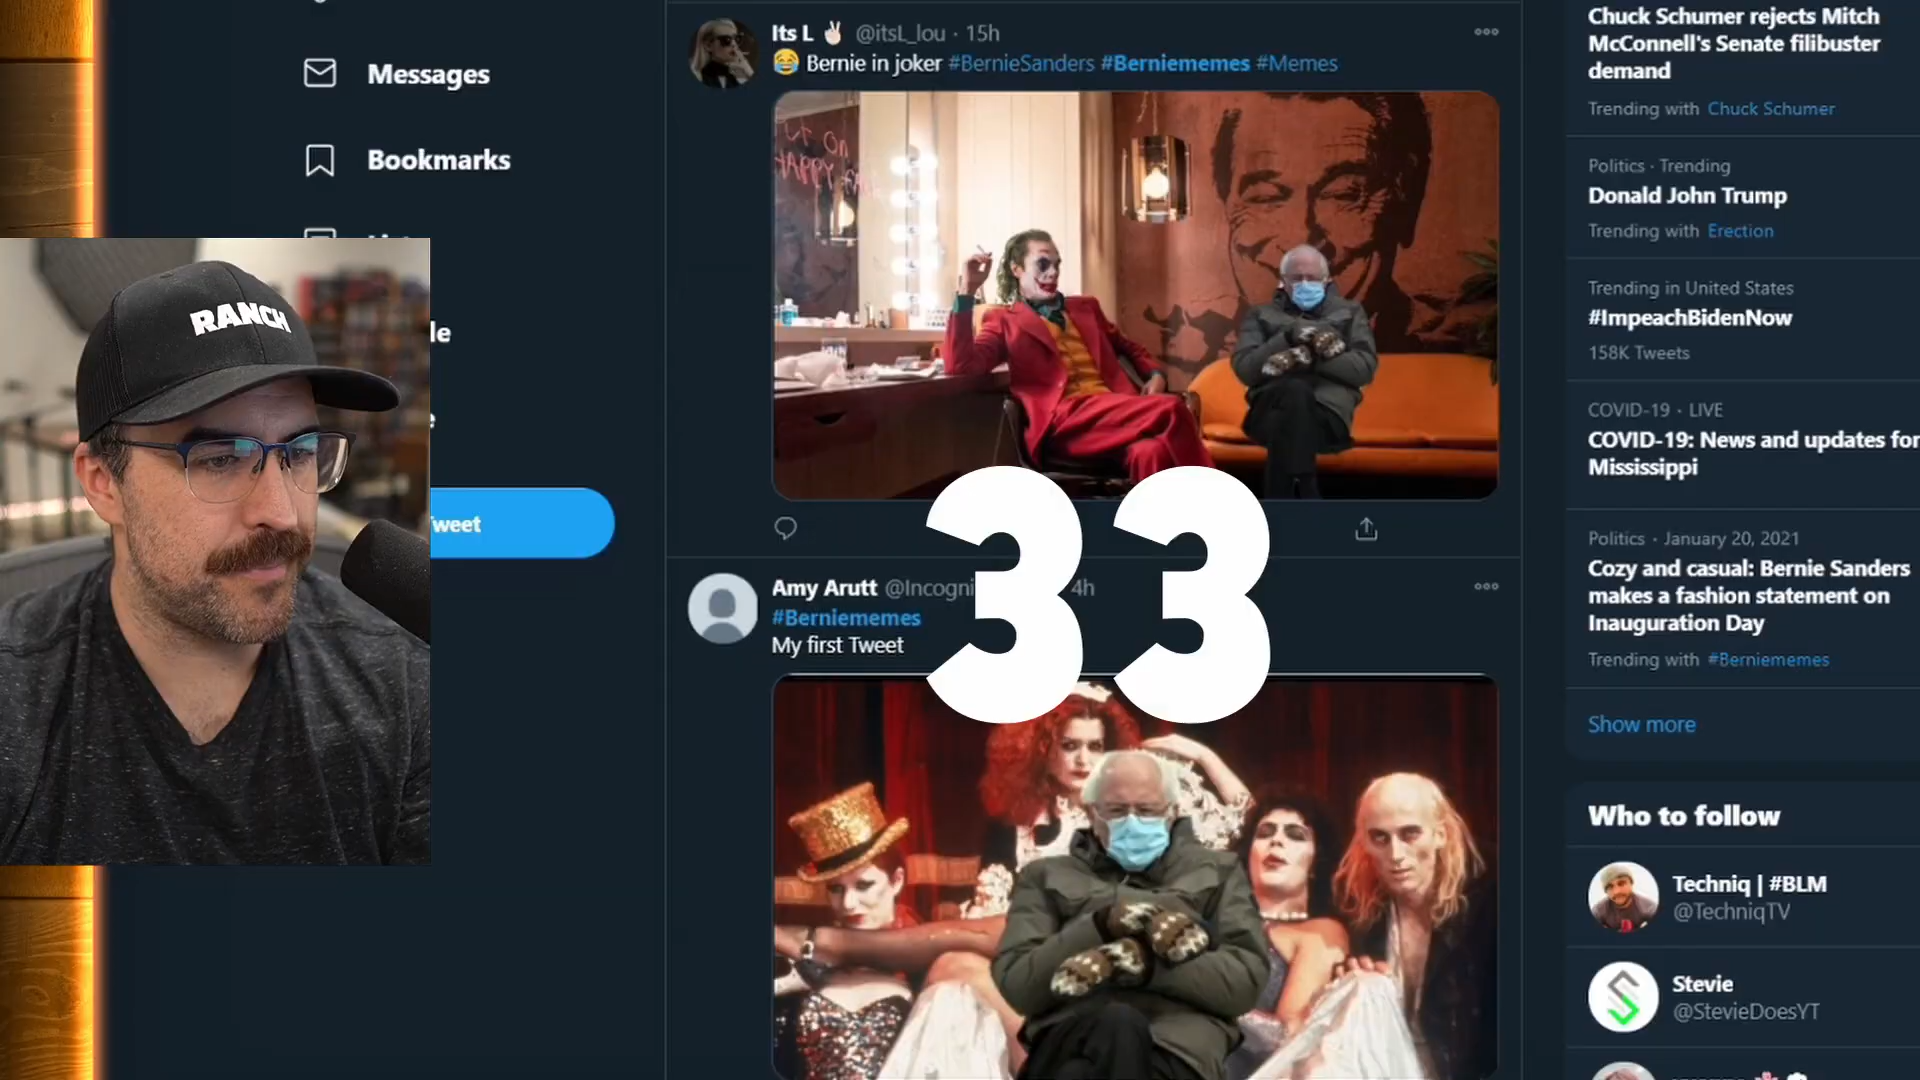 Messages
Bookmarks
RANCH
le
e
weet
Its L @itsL_lou · 15h
Bernie in joker #BernieSanders #Berniememes #Memes
33
Amy Arutt @Incogni 4h
#Berniememes
My first Tweet
Chuck Schumer rejects Mitch
McConnell's Senate filibuster
demand
Trending with Chuck Schumer
Politics · Trending
Donald John Trump
Trending with Erection
Trending in United States
#ImpeachBidenNow
158K Tweets
COVID-19 · LIVE
COVID-19: News and updates for
Mississippi
Politics · January 20, 2021
Cozy and casual: Bernie Sanders
makes a fashion statement on
Inauguration Day
Trending with #Berniememes
Show more
Who to follow
Techniq | #BLM
@TechniqTV
Stevie
@StevieDoesYT